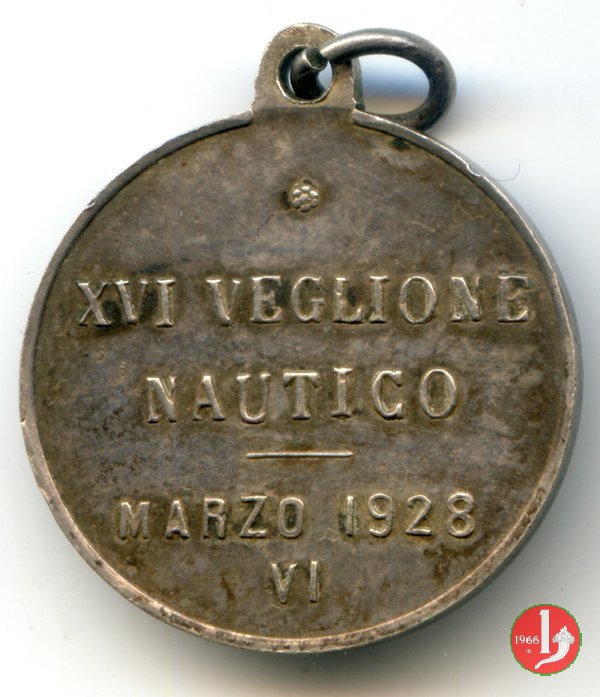 XVI VEGLIONE
NAUTICO
MARZO 1928
VI
1966
R